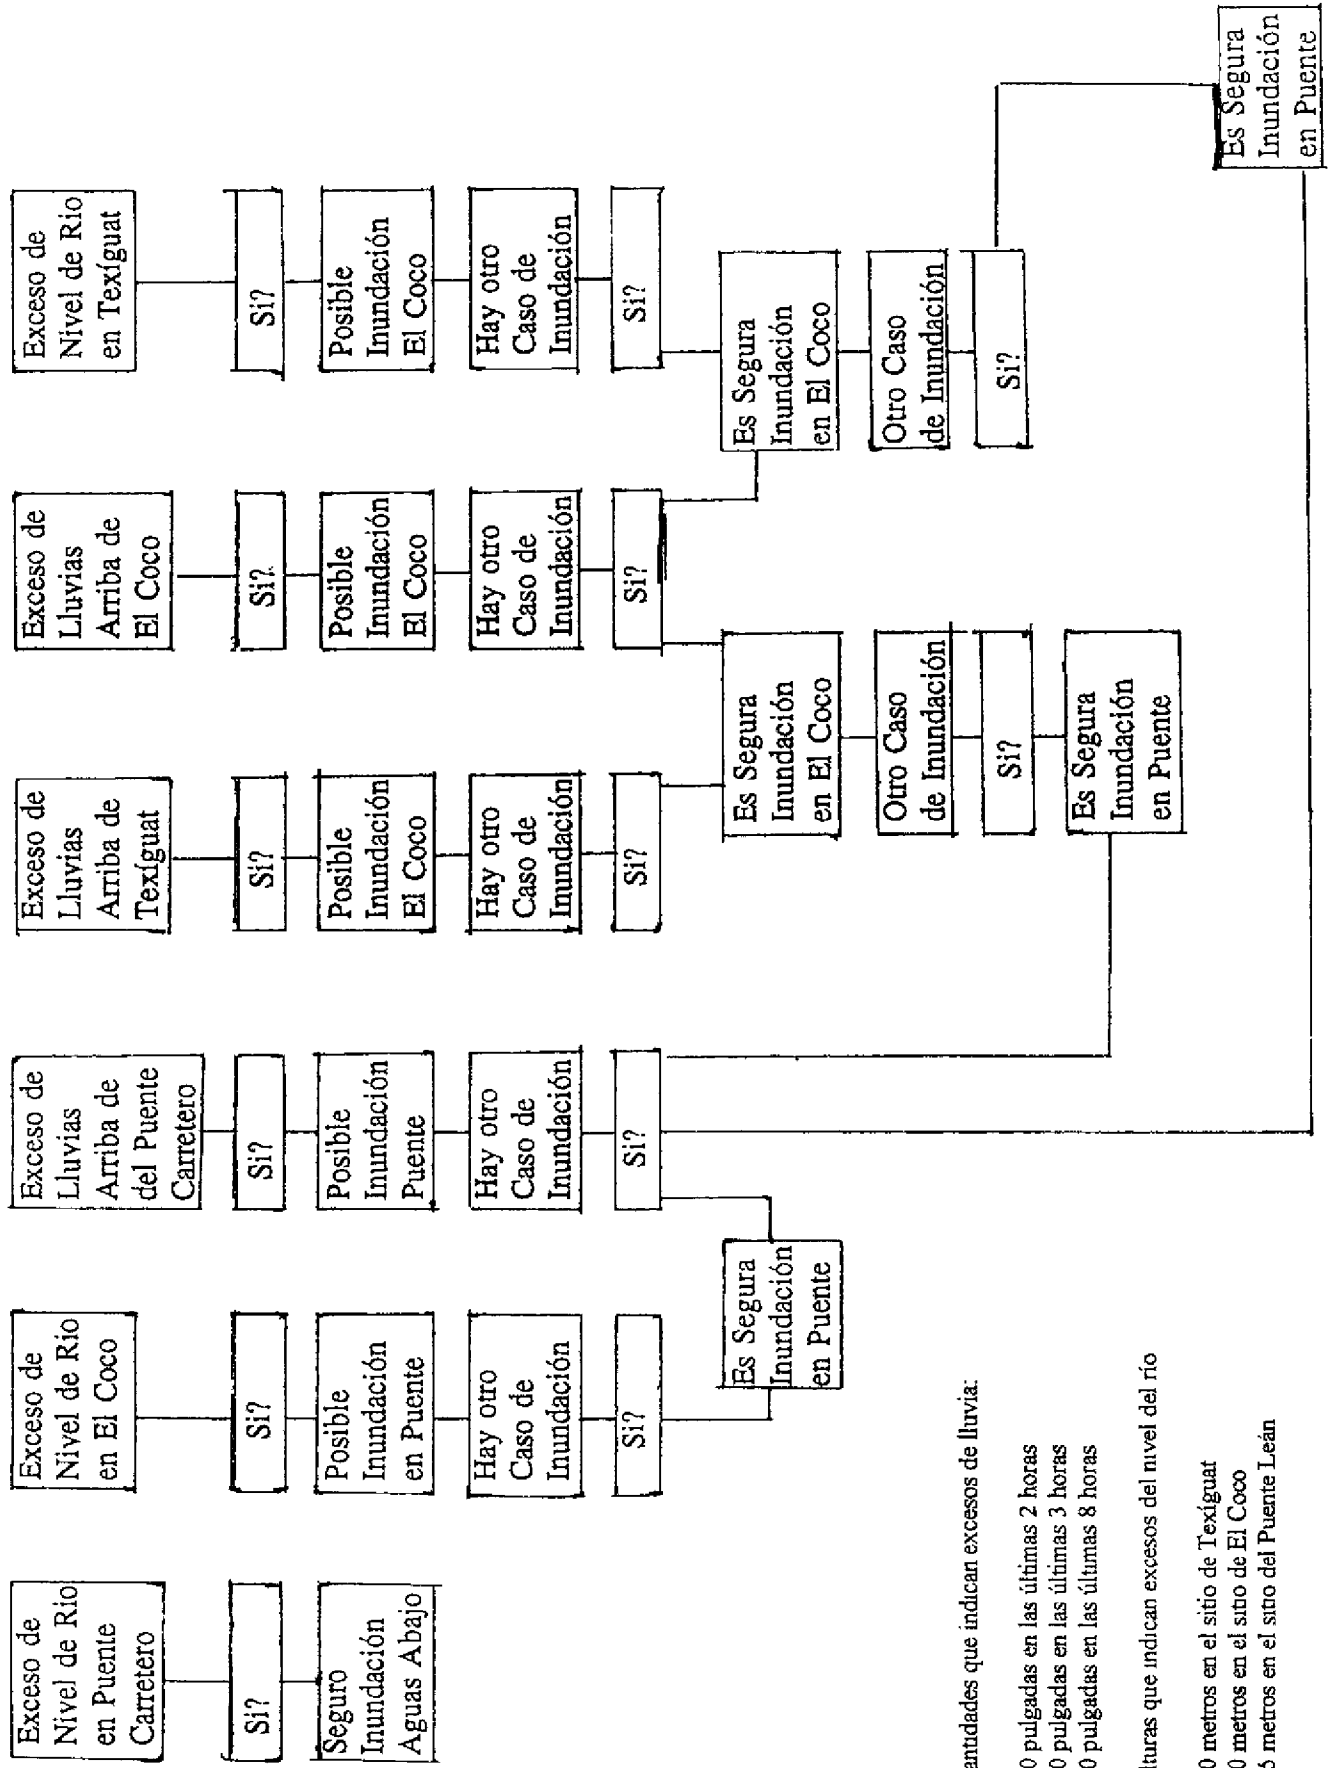 Exceso de
Nivel de Rio
en Puente
Carretero
Si?
Seguro
Inundación
Aguas Abajo
Exceso de
Nivel de Rio
en El Coco
Si?
Posible
Inundación
en Puente
Hay otro
Caso de
Inundación
Si?
Exceso de
Lluvias
Arriba de
del Puente
Carretero
Si?
Posible
Inundación
Puente
Hay otro
Caso de
Inundación
Si?
Es Segura
Inundación
en Puente
Exceso de
Lluvias
Arriba de
Texíguat
Si?
Posible
Inundación
El Coco
Hay otro
Caso de
Inundación
Si?
Exceso de
Lluvias
Arriba de
El Coco
Si?
Posible
Inundación
El Coco
Hay otro
Caso de
Inundación
Si?
Es Segura
Inundación
en El Coco
Otro Caso
de Inundación
Si?
Es Segura
Inundación
en Puente
Exceso de
Nivel de Rio
en Texíguat
Si?
Posible
Inundación
El Coco
Hay otro
Caso de
Inundación
Si?
Es Segura
Inundación
en El Coco
Otro Caso
de Inundación
Si?
Es Segura
Inundación
en Puente
antidades que indican excesos de lluvia:
0 pulgadas en las últimas 2 horas
0 pulgadas en las últimas 3 horas
0 pulgadas en las últimas 8 horas
lturas que indican excesos del nivel del río
0 metros en el sitio de Texíguat
0 metros en el sitio de El Coco
5 metros en el sitio del Puente Leán